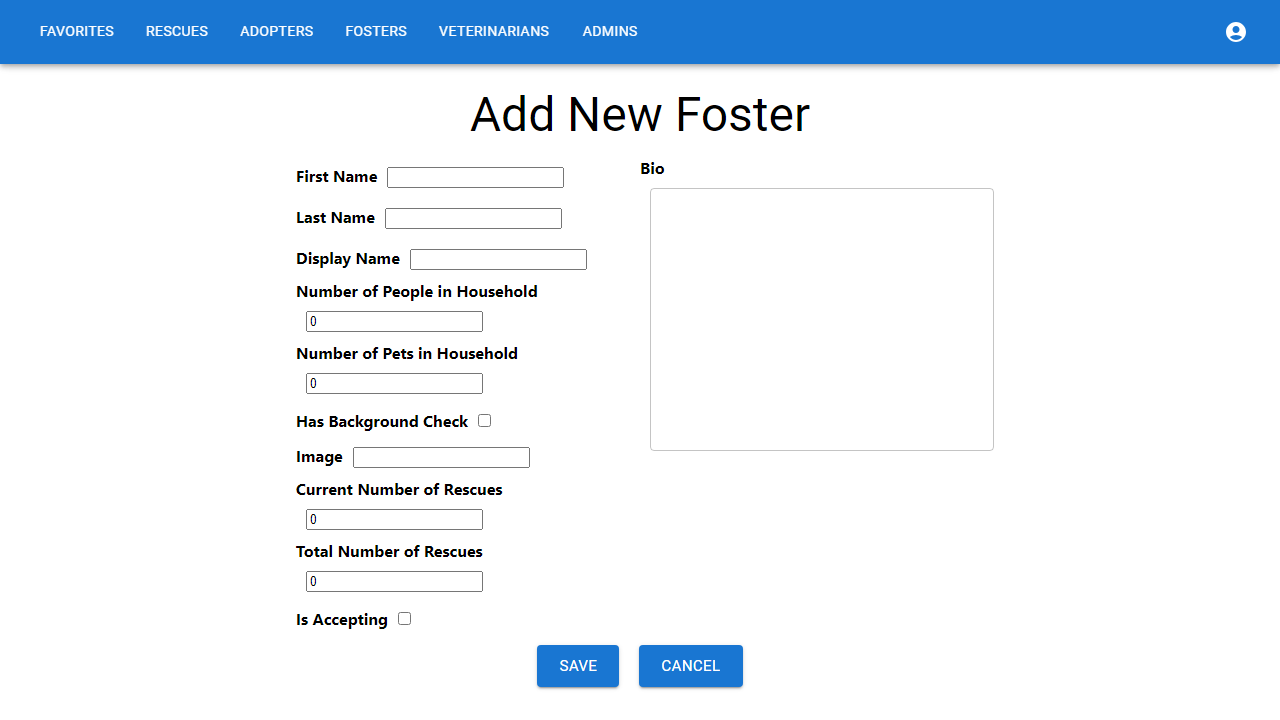 FAVORITES RESCUES ADOPTERS FOSTERS VETERINARIANS ADMINS
Add New Foster
First Name
Last Name
Display Name
Number of People in Household
0
Number of Pets in Household
0
Has Background Check
Image
Current Number of Rescues
0
Total Number of Rescues
0
Is Accepting
Bio
SAVE CANCEL